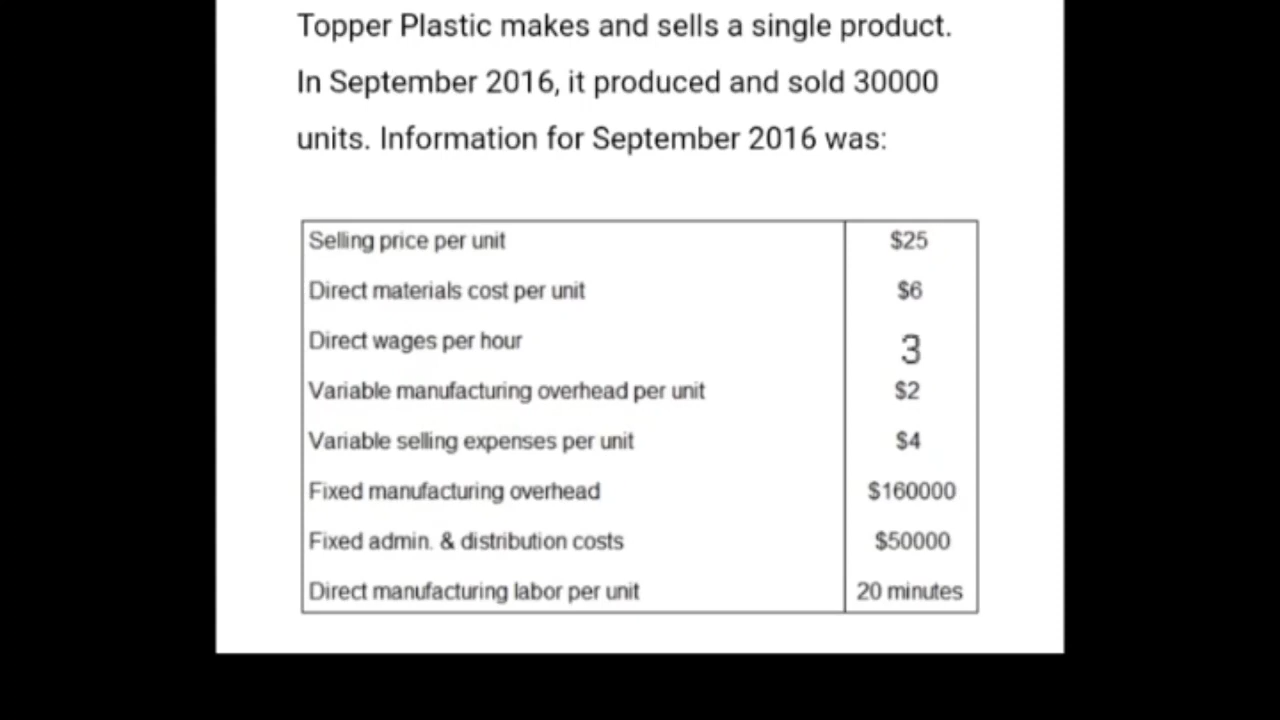 Topper Plastic makes and sells a single product.
In September 2016, it produced and sold 30000
units. Information for September 2016 was:
Selling price per unit $25
Direct materials cost per unit $6
Direct wages per hour 3
Variable manufacturing overhead per unit $2
Variable selling expenses per unit $4
Fixed manufacturing overhead $160000
Fixed admin. & distribution costs $50000
Direct manufacturing labor per unit 20 minutes